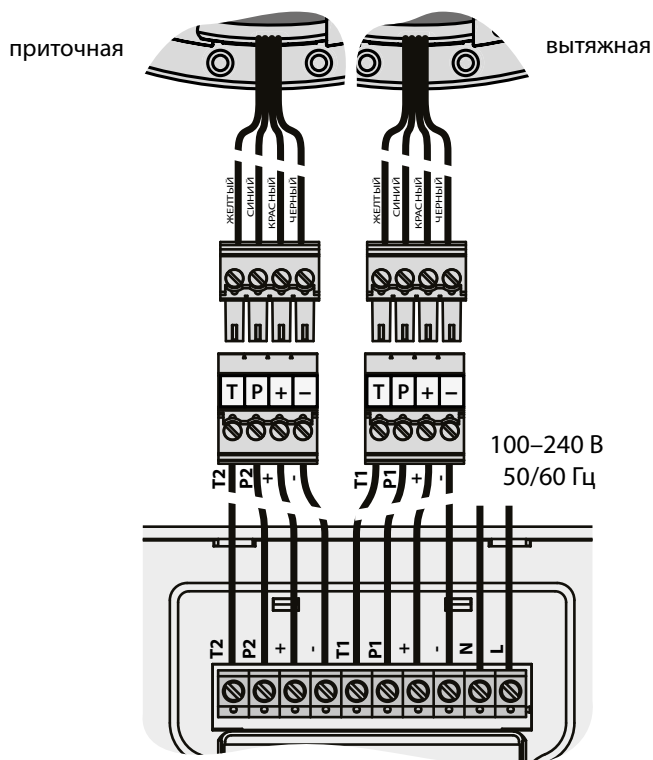 приточная
вытяжная
ЖЕЛТЫЙ СИНИЙ КРАСНЫЙ ЧЕРНЫЙ
ЖЕЛТЫЙ СИНИЙ КРАСНЫЙ ЧЕРНЫЙ
T P + −
T P + −
100–240 В
50/60 Гц
T2 P2 + -
T1 P1 + -
T2 P2 + - T1 P1 + - N L